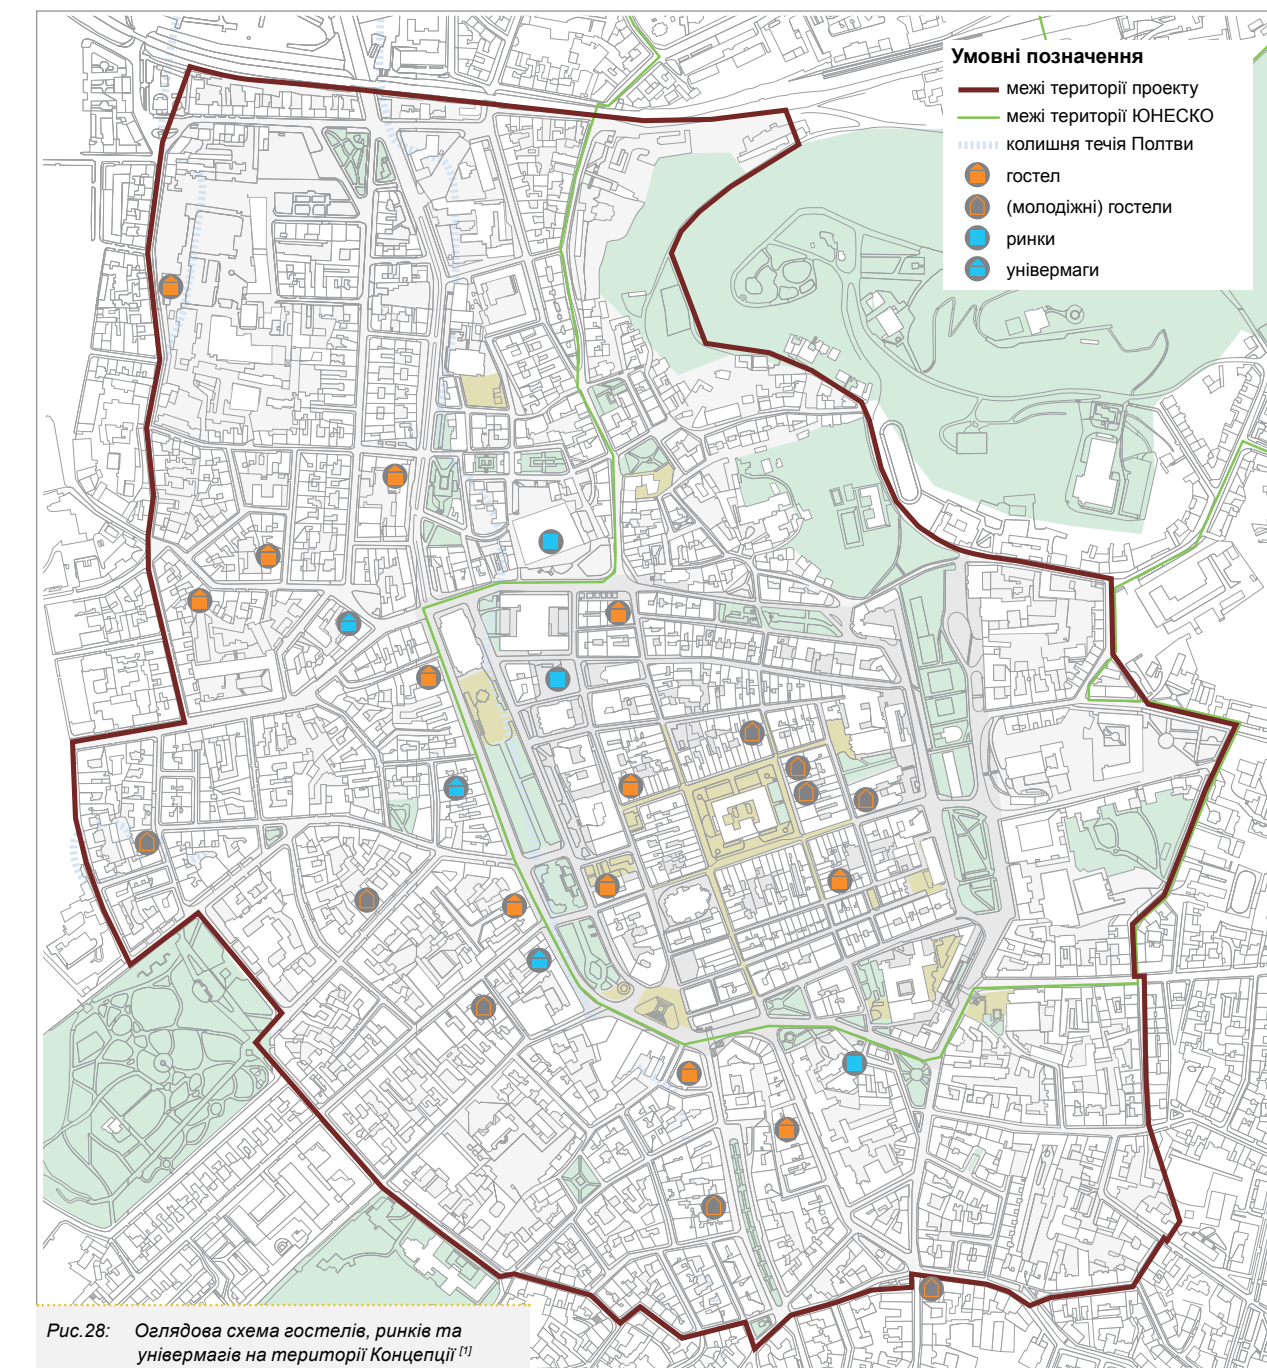 Умовні позначення
межі території проекту
межі території ЮНЕСКО
колишня течія Полтви
гостел
(молодіжні) гостели
ринки
універмаги
Рис.28: Оглядова схема гостелів, ринків та
універмагів на території Концепції [1]